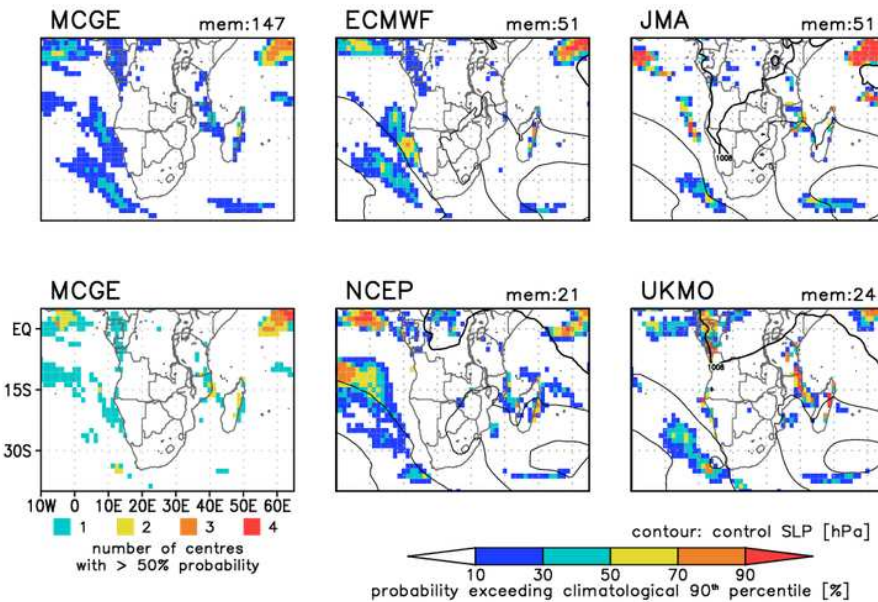 MCGE mem:147
ECMWF mem:51
JMA mem:51
1008
MCGE
NCEP mem:21
UKMO mem:24
1008
EQ
15S
30S
10W 0 10E 20E 30E 40E 50E 60E
1 2 3 4
number of centres
with > 50% probability
contour: control SLP [hPa]
10 30 50 70 90
probability exceeding climatological 90th percentile [%]